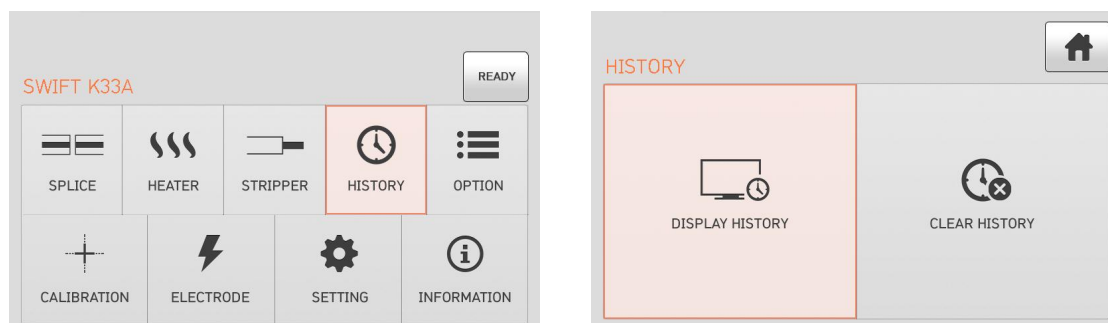 SWIFT K33A
READY
SPLICE
HEATER
STRIPPER
HISTORY
OPTION
CALIBRATION
ELECTRODE
SETTING
INFORMATION
HISTORY
DISPLAY HISTORY
CLEAR HISTORY